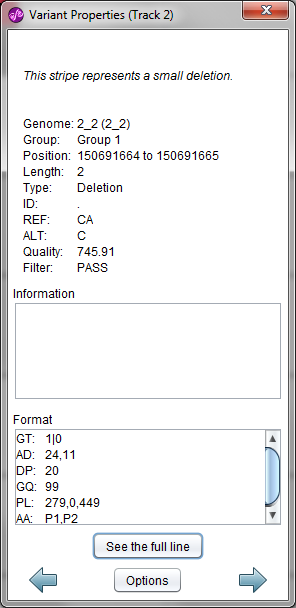 Variant Properties (Track 2)
This stripe represents a small deletion.
Genome: 2_2 (2_2)
Group: Group 1
Position: 150691664 to 150691665
Length: 2
Type: Deletion
ID: .
REF: CA
ALT: C
Quality: 745.91
Filter: PASS
Information
Format
GT: 1|0
AD: 24,11
DP: 20
GQ: 99
PL: 279,0,449
AA: P1,P2
See the full line
Options